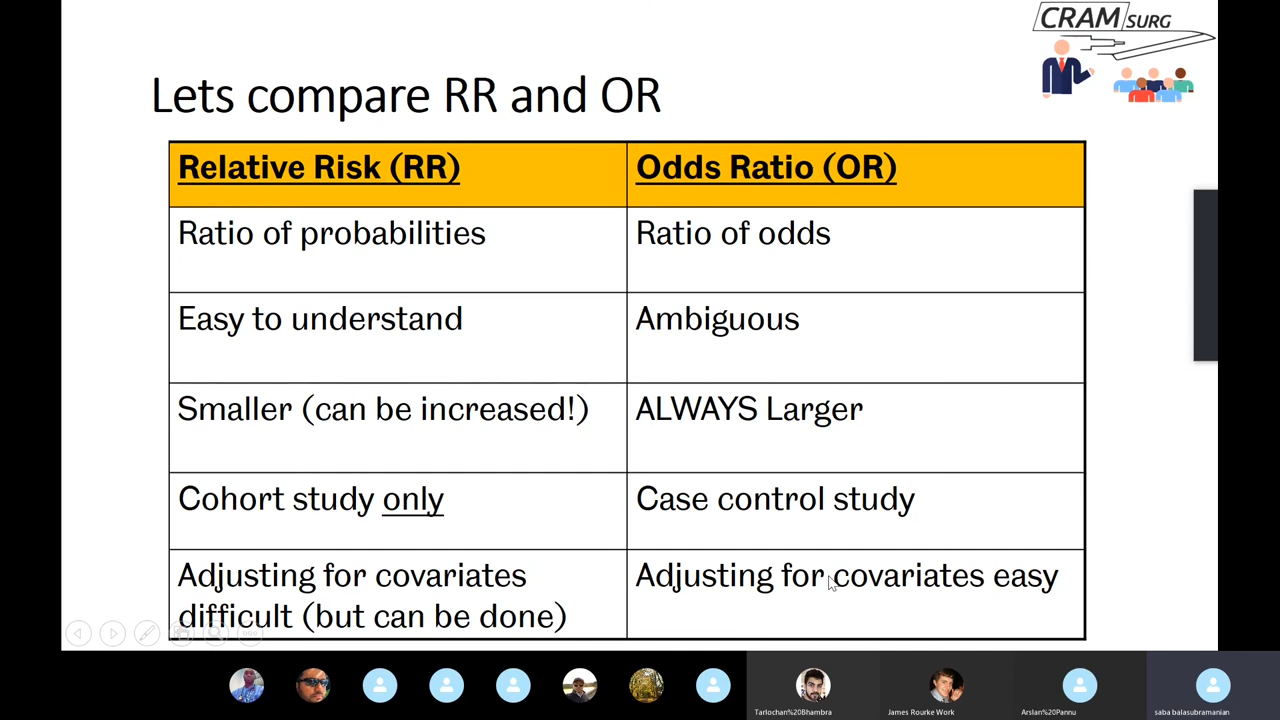 CRAM SURG
Lets compare RR and OR
Relative Risk (RR)
Odds Ratio (OR)
Ratio of probabilities
Ratio of odds
Easy to understand
Ambiguous
Smaller (can be increased!)
ALWAYS Larger
Cohort study only
Case control study
Adjusting for covariates
difficult (but can be done)
Adjusting for covariates easy
Tarlochan%20Bhambra
James Rourke Work
Arslan%20Pannu
saba balasubramanian